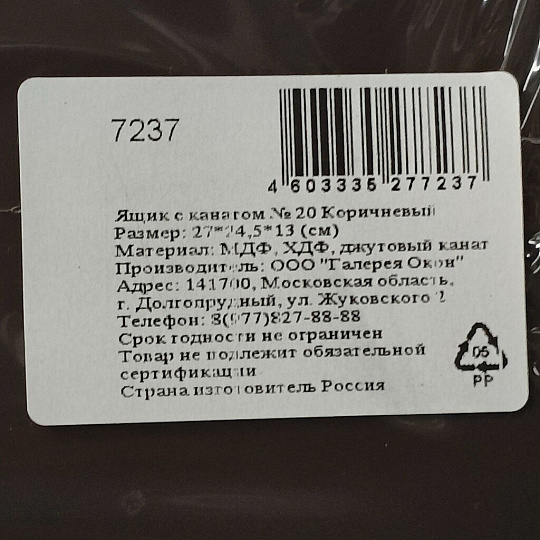 7237
4 603335 277237
Ящик с канатом № 20 Коричневый
Размер: 27*24,5*13 (см)
Материал: МДФ, ХДФ, джутовый канат
Производитель: ООО "Галерея Окон"
Адрес: 141700, Московская область,
г. Долгопрудный, ул. Жуковского 2
Телефон: 8(977)827-88-88
Срок годности не ограничен
Товар не подлежит обязательной
сертификации
Страна изготовитель Россия
05
PP